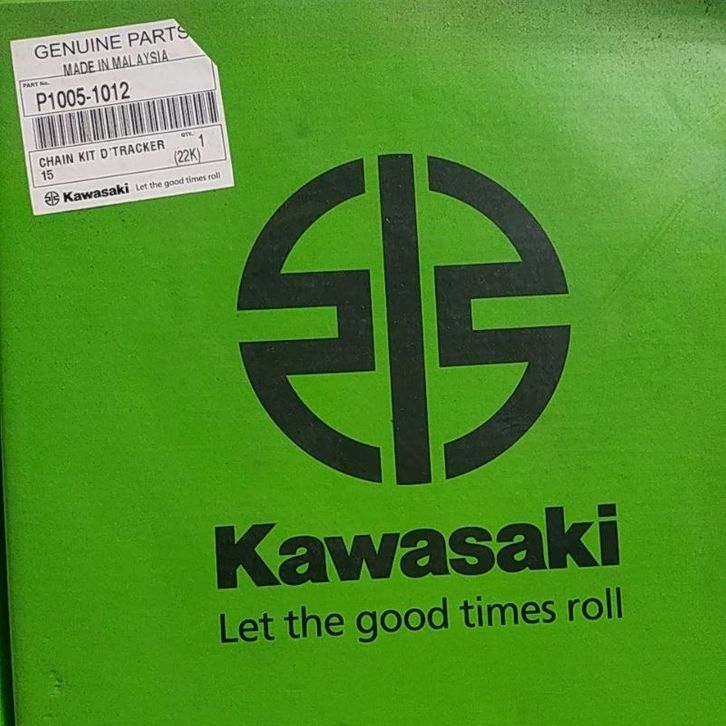 GENUINE PARTS
MADE IN MALAYSIA
PART No.
P1005-1012
CHAIN KIT D'TRACKER
QTY. 1
15
(22K)
Kawasaki Let the good times roll
Kawasaki
Let the good times roll